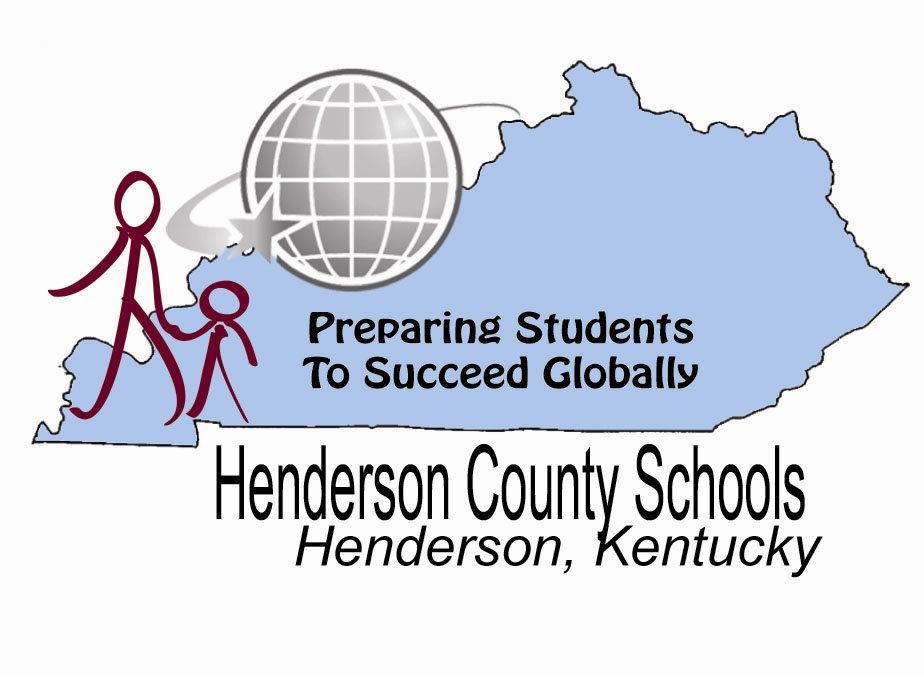 Preparing Students
To Succeed Globally
Henderson County Schools
Henderson, Kentucky